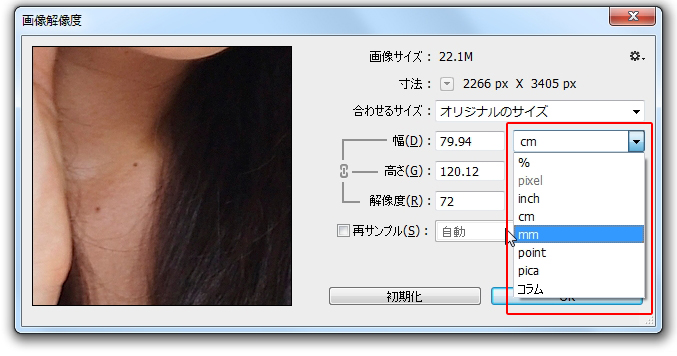 画像解像度
画像サイズ： 22.1M
寸法： 2266 px X 3405 px
合わせるサイズ： オリジナルのサイズ
幅(D)： 79.94 cm
高さ(G)： 120.12
解像度(R)： 72
再サンプル(S)： 自動
%
pixel
inch
cm
mm
point
pica
コラム
初期化